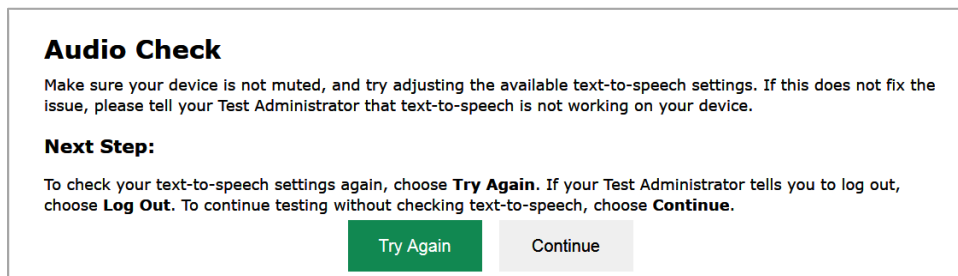 Audio Check
Make sure your device is not muted, and try adjusting the available text-to-speech settings. If this does not fix the
issue, please tell your Test Administrator that text-to-speech is not working on your device.
Next Step:
To check your text-to-speech settings again, choose Try Again. If your Test Administrator tells you to log out,
choose Log Out. To continue testing without checking text-to-speech, choose Continue.
Try Again Continue